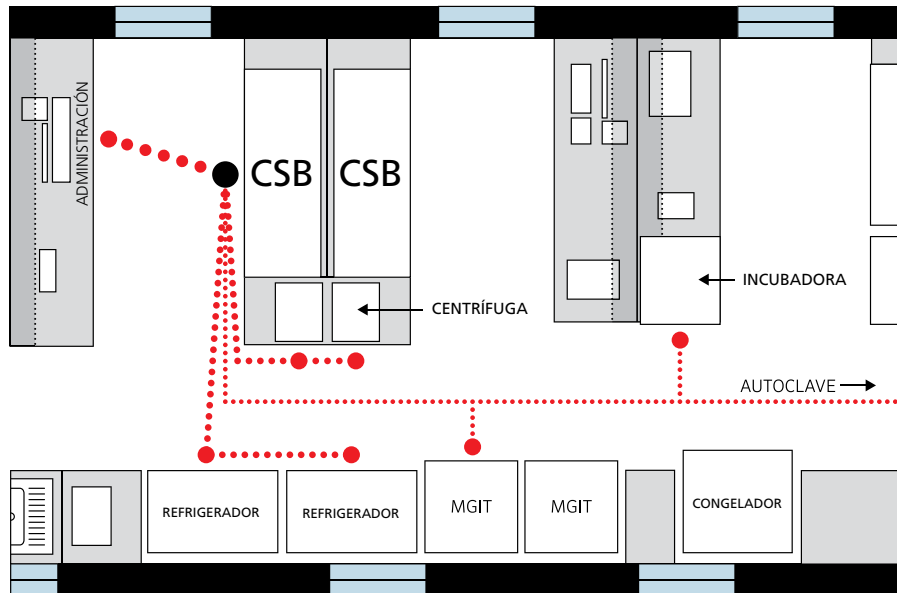 ADMINISTRACIÓN
CSB
CSB
CENTRÍFUGA
INCUBADORA
AUTOCLAVE
REFRIGERADOR
REFRIGERADOR
MGIT
MGIT
CONGELADOR